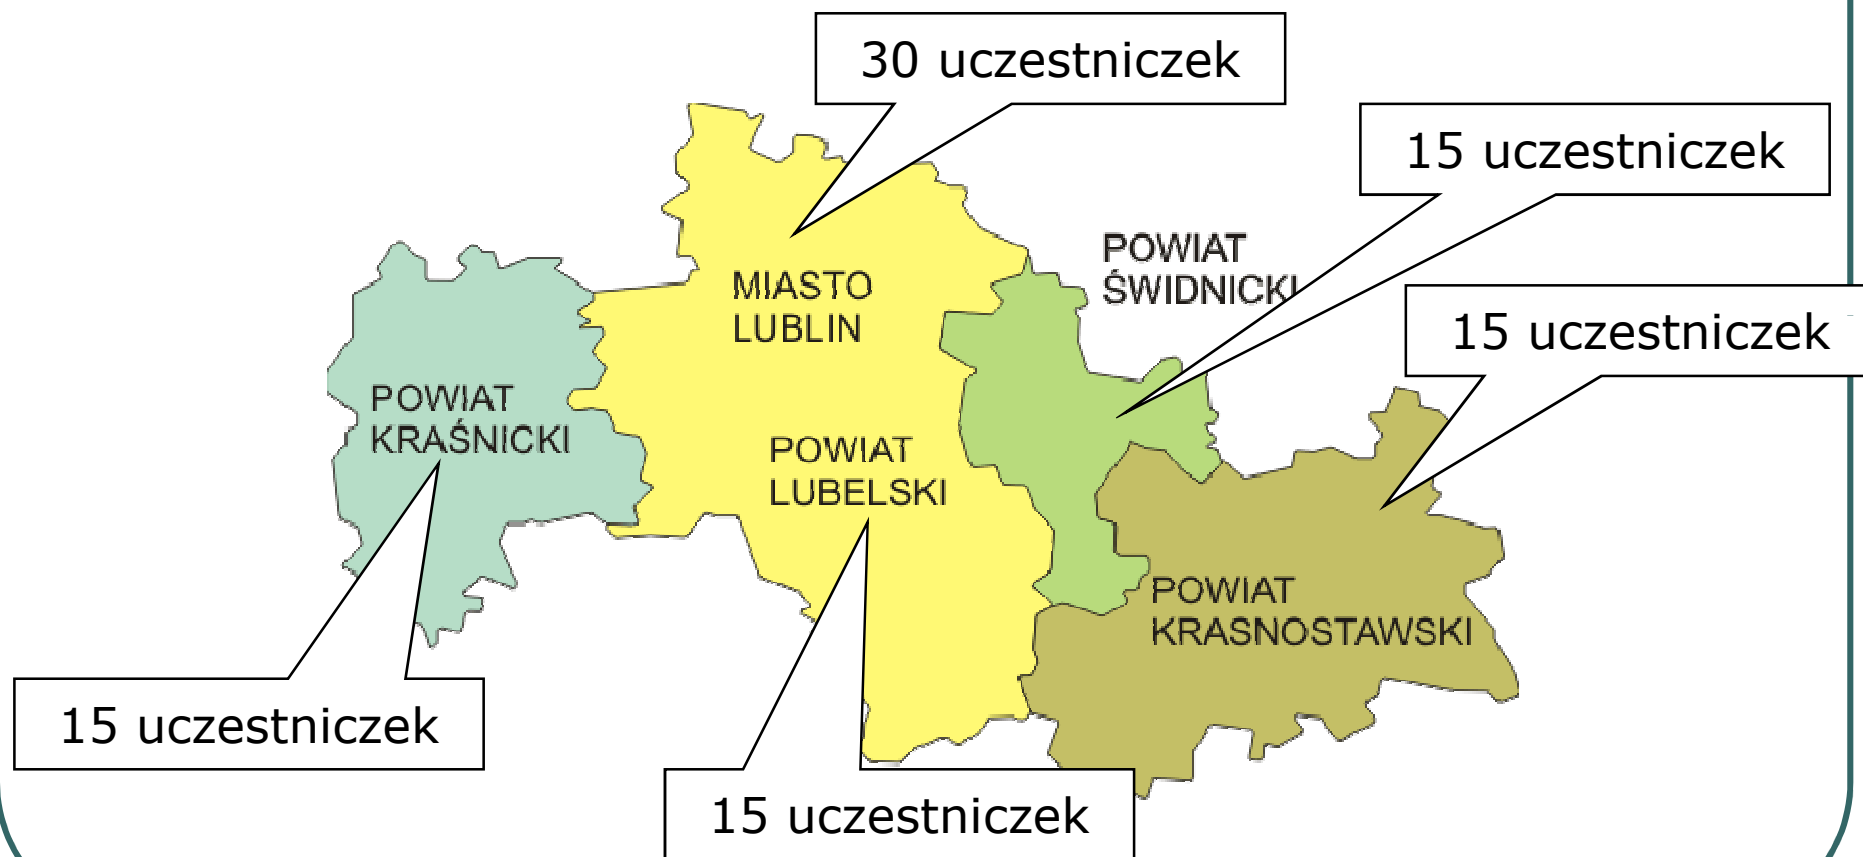 30 uczestniczek
15 uczestniczek
POWIAT
ŚWIDNICKI
MIASTO
LUBLIN
15 uczestniczek
POWIAT
KRAŚNICKI
POWIAT
LUBELSKI
POWIAT
KRASNOSTAWSKI
15 uczestniczek
15 uczestniczek